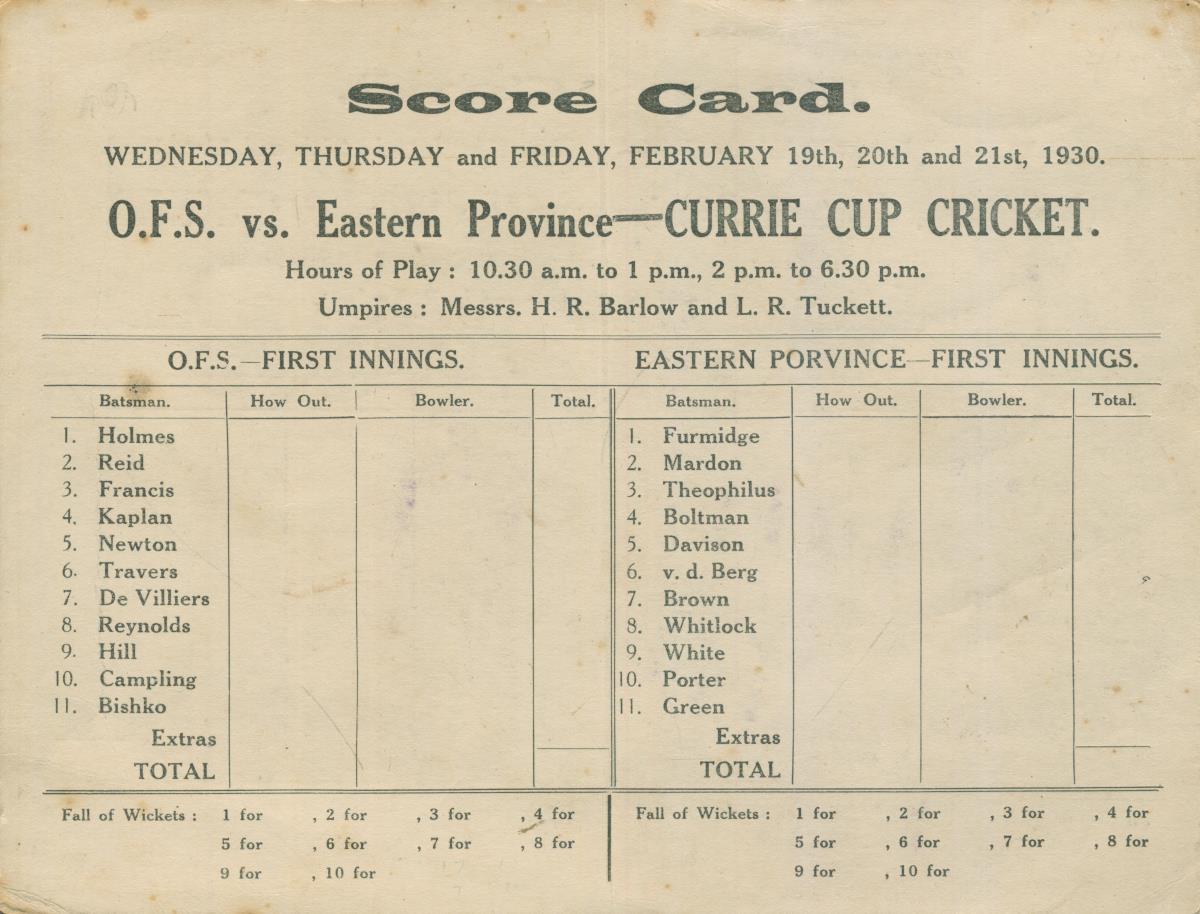 Score Card.
WEDNESDAY, THURSDAY and FRIDAY, FEBRUARY 19th, 20th and 21st, 1930.
O.F.S. vs. Eastern Province—CURRIE CUP CRICKET.
Hours of Play : 10.30 a.m. to 1 p.m., 2 p.m. to 6.30 p.m.
Umpires : Messrs. H. R. Barlow and L. R. Tuckett.
O.F.S.—FIRST INNINGS.
Batsman. How Out. Bowler. Total.
1. Holmes
2. Reid
3. Francis
4. Kaplan
5. Newton
6. Travers
7. De Villiers
8. Reynolds
9. Hill
10. Campling
11. Bishko
Extras
TOTAL
Fall of Wickets : 1 for , 2 for , 3 for , 4 for
5 for , 6 for , 7 for , 8 for
9 for , 10 for
EASTERN PORVINCE—FIRST INNINGS.
Batsman. How Out. Bowler. Total.
1. Furmidge
2. Mardon
3. Theophilus
4. Boltman
5. Davison
6. v. d. Berg
7. Brown
8. Whitlock
9. White
10. Porter
11. Green
Extras
TOTAL
Fall of Wickets : 1 for , 2 for , 3 for , 4 for
5 for , 6 for , 7 for , 8 for
9 for , 10 for